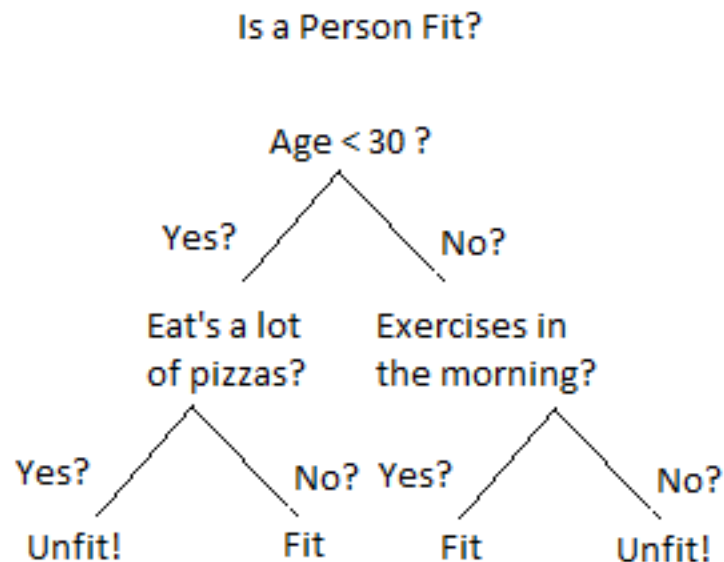 Is a Person Fit?
Age < 30 ?
Yes?
No?
Eat's a lot
of pizzas?
Exercises in
the morning?
Yes?
No?
Yes?
No?
Unfit!
Fit
Fit
Unfit!